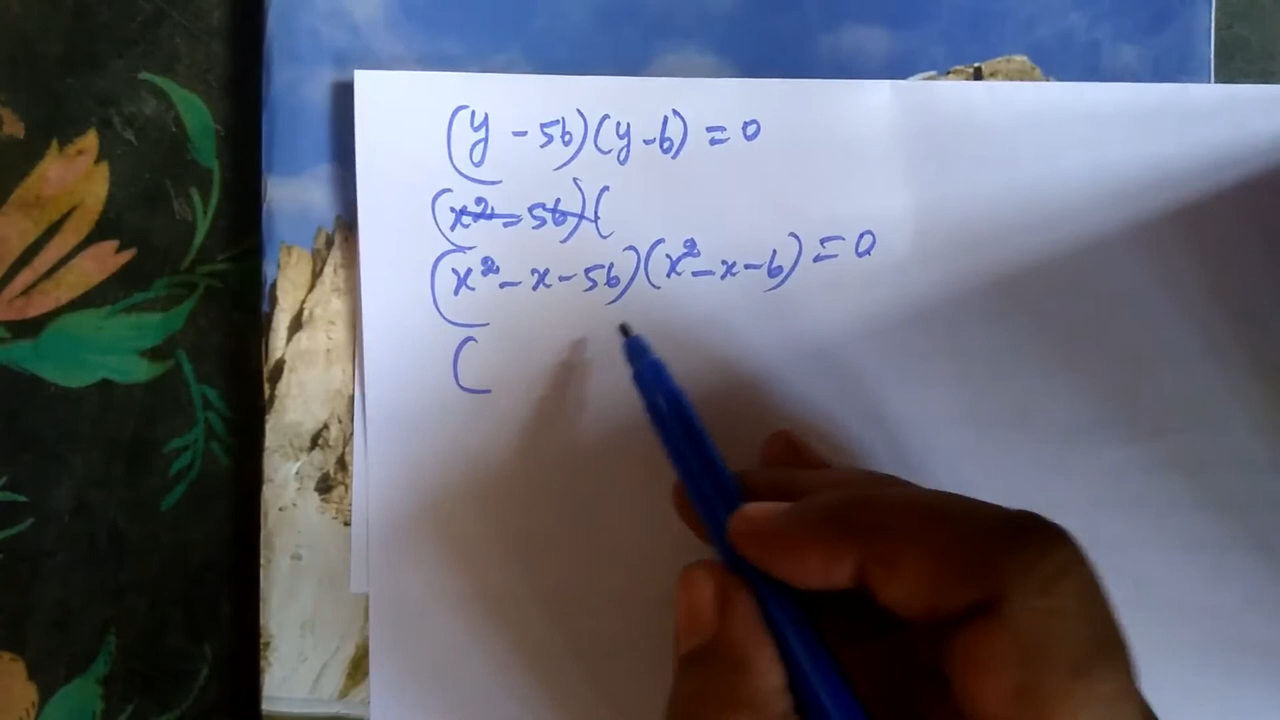 (y - 56)(y - 6) = 0
(x² - 56)(
(x² - x - 56)(x² - x - 6) = 0
(